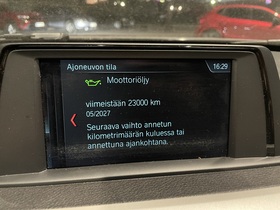 Ajoneuvon tila
16:29
Moottoriöljy
viimeistään 23000 km
05/2027
Seuraava vaihto annetun
kilometrimäärän kuluessa tai
annettuna ajankohtana.